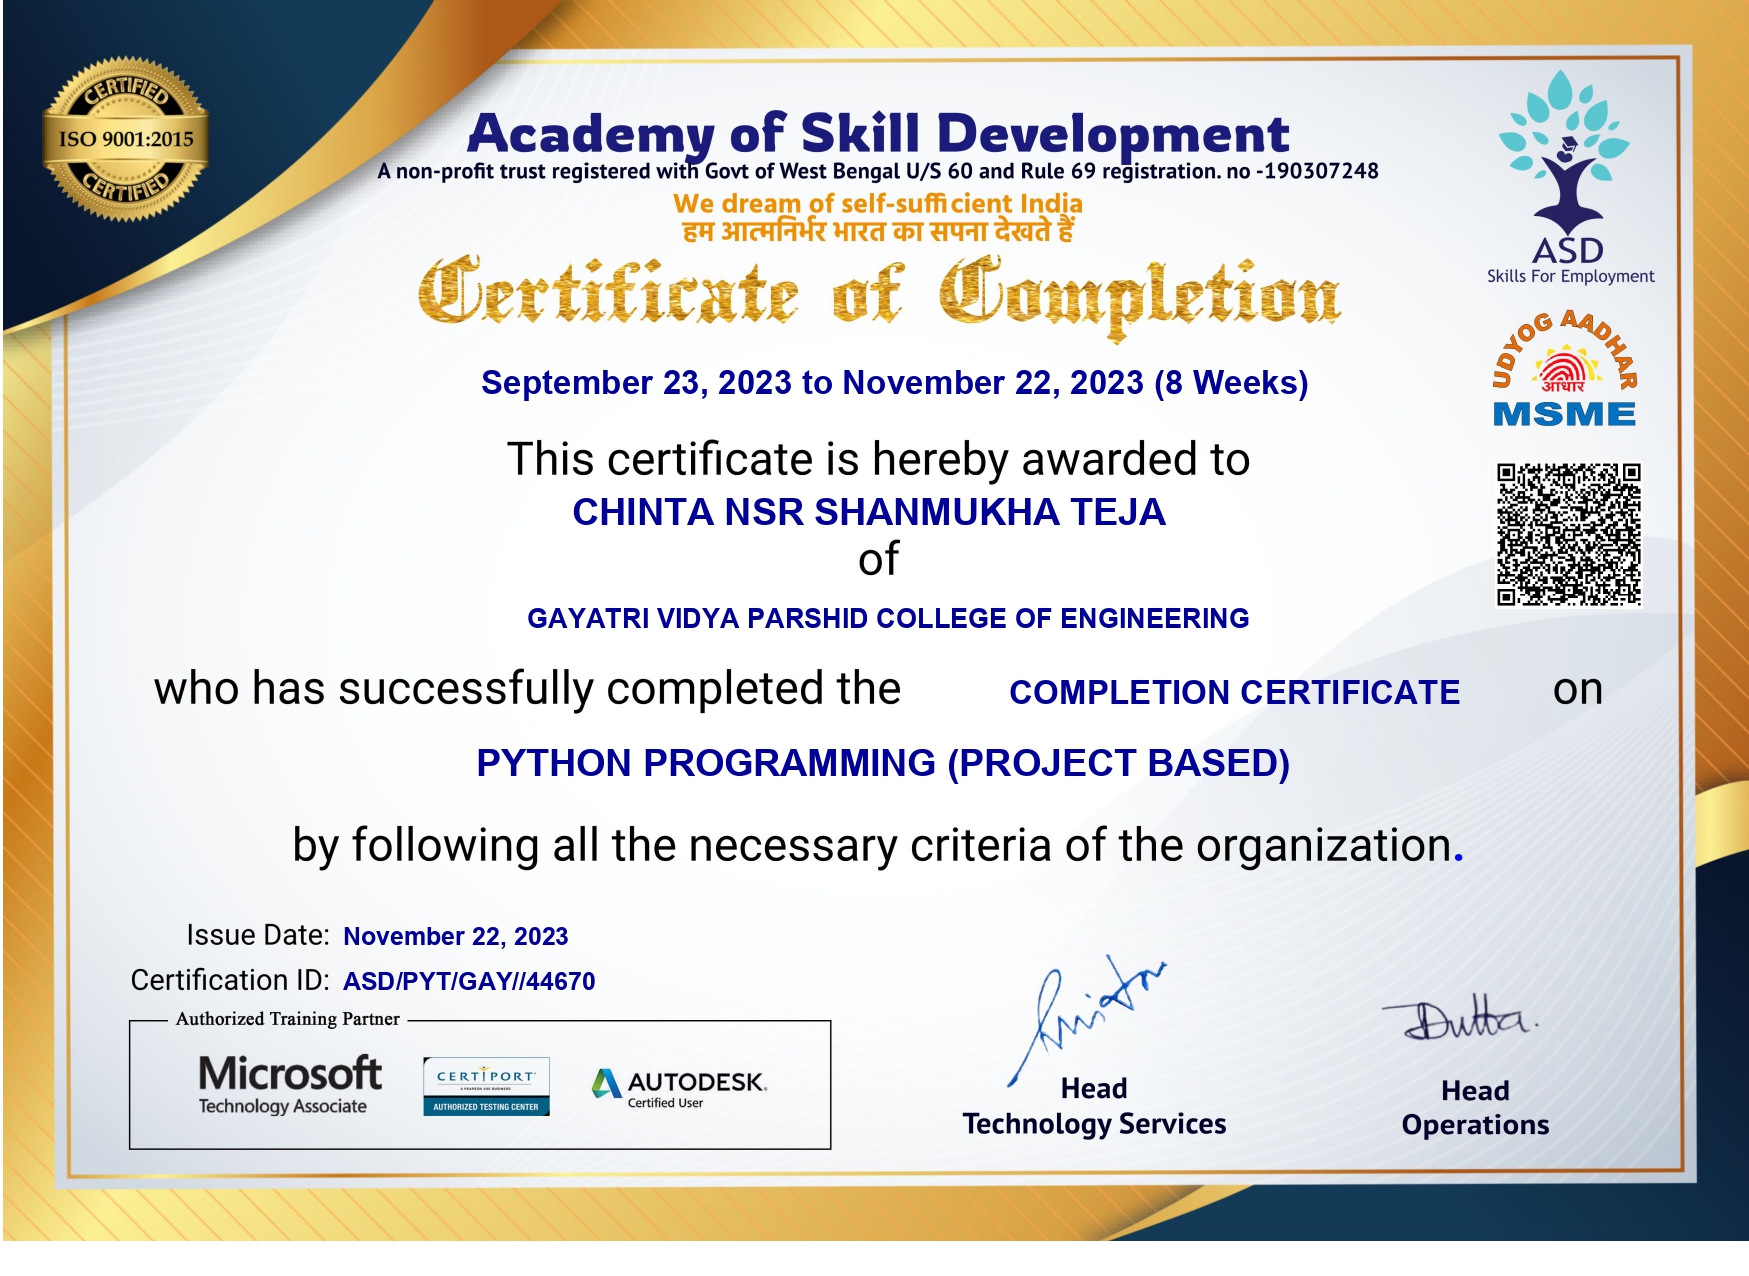 CERTIFIED
ISO 9001:2015
CERTIFIED
Academy of Skill Development
A non-profit trust registered with Govt of West Bengal U/S 60 and Rule 69 registration. no -190307248
We dream of self-sufficient India
हम आत्मनिर्भर भारत का सपना देखते हैं
ASD
Skills For Employment
Certificate of Completion
UDYOG AADHAR
आधार
MSME
September 23, 2023 to November 22, 2023 (8 Weeks)
This certificate is hereby awarded to
CHINTA NSR SHANMUKHA TEJA
of
GAYATRI VIDYA PARSHID COLLEGE OF ENGINEERING
who has successfully completed the COMPLETION CERTIFICATE on
PYTHON PROGRAMMING (PROJECT BASED)
by following all the necessary criteria of the organization.
Issue Date: November 22, 2023
Certification ID: ASD/PYT/GAY//44670
Authorized Training Partner
Microsoft
Technology Associate
CERTIPORT
A PEARSON VUE BUSINESS
AUTHORIZED TESTING CENTER
AUTODESK.
Certified User
Dutta.
Head
Technology Services
Head
Operations